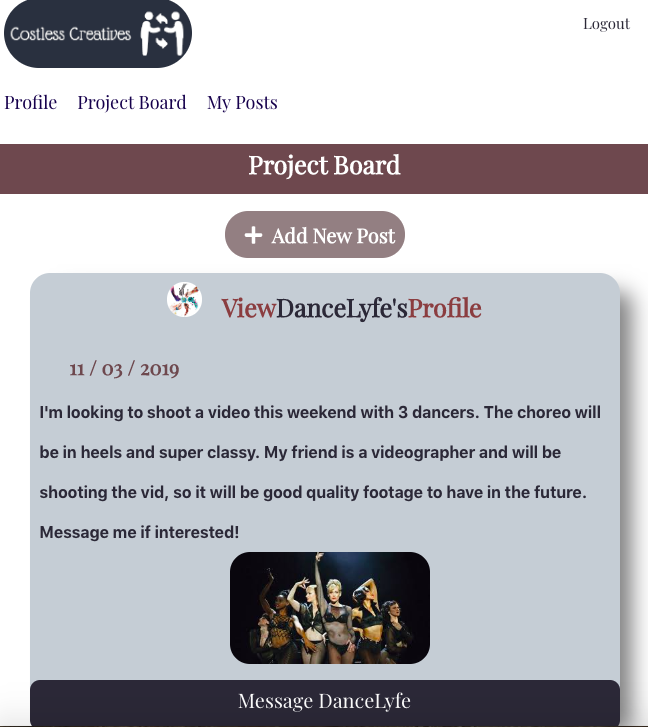 Costless Creatives
Logout
Profile Project Board My Posts
Project Board
+ Add New Post
ViewDanceLyfe'sProfile
11 / 03 / 2019
I'm looking to shoot a video this weekend with 3 dancers. The choreo will
be in heels and super classy. My friend is a videographer and will be
shooting the vid, so it will be good quality footage to have in the future.
Message me if interested!
Message DanceLyfe